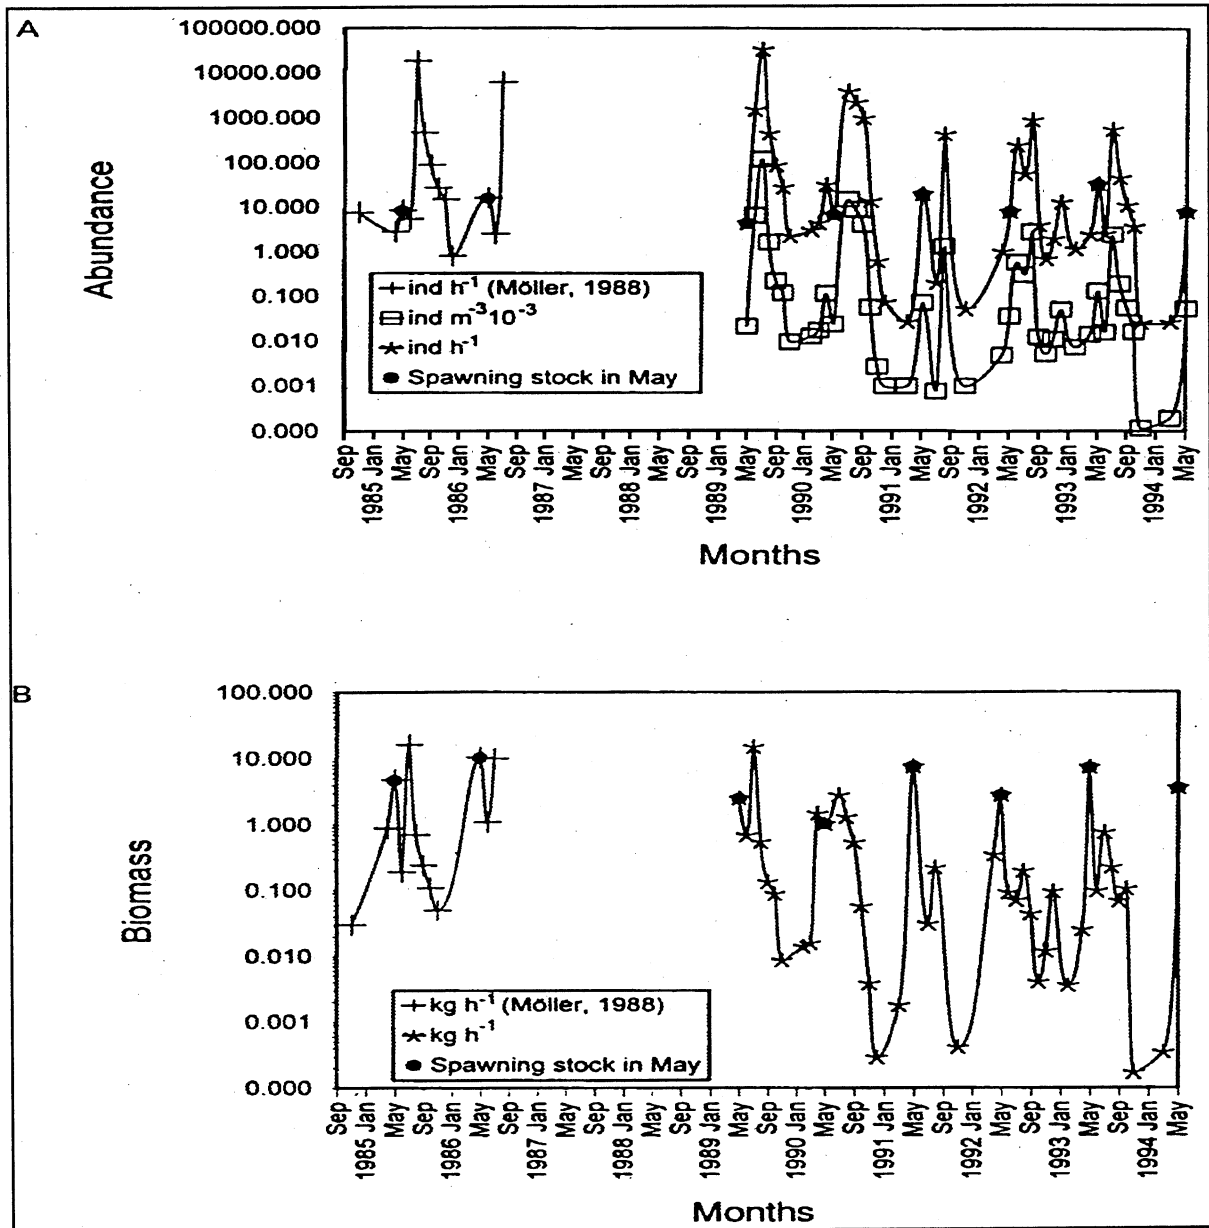 A
100000.000
10000.000
1000.000
100.000
10.000
1.000
0.100
0.010
0.001
0.000
Abundance
ind h⁻¹ (Möller, 1988)
ind m⁻³10⁻³
ind h⁻¹
Spawning stock in May
Sep
1985 Jan
May
Sep
1986 Jan
May
Sep
1987 Jan
May
Sep
1988 Jan
May
Sep
1989 Jan
May
Sep
1990 Jan
May
Sep
1991 Jan
May
Sep
1992 Jan
May
Sep
1993 Jan
May
Sep
1994 Jan
May
Months
B
100.000
10.000
1.000
0.100
0.010
0.001
0.000
Biomass
kg h⁻¹ (Möller, 1988)
kg h⁻¹
Spawning stock in May
Sep
1985 Jan
May
Sep
1986 Jan
May
Sep
1987 Jan
May
Sep
1988 Jan
May
Sep
1989 Jan
May
Sep
1990 Jan
May
Sep
1991 Jan
May
Sep
1992 Jan
May
Sep
1993 Jan
May
Sep
1994 Jan
May
Months